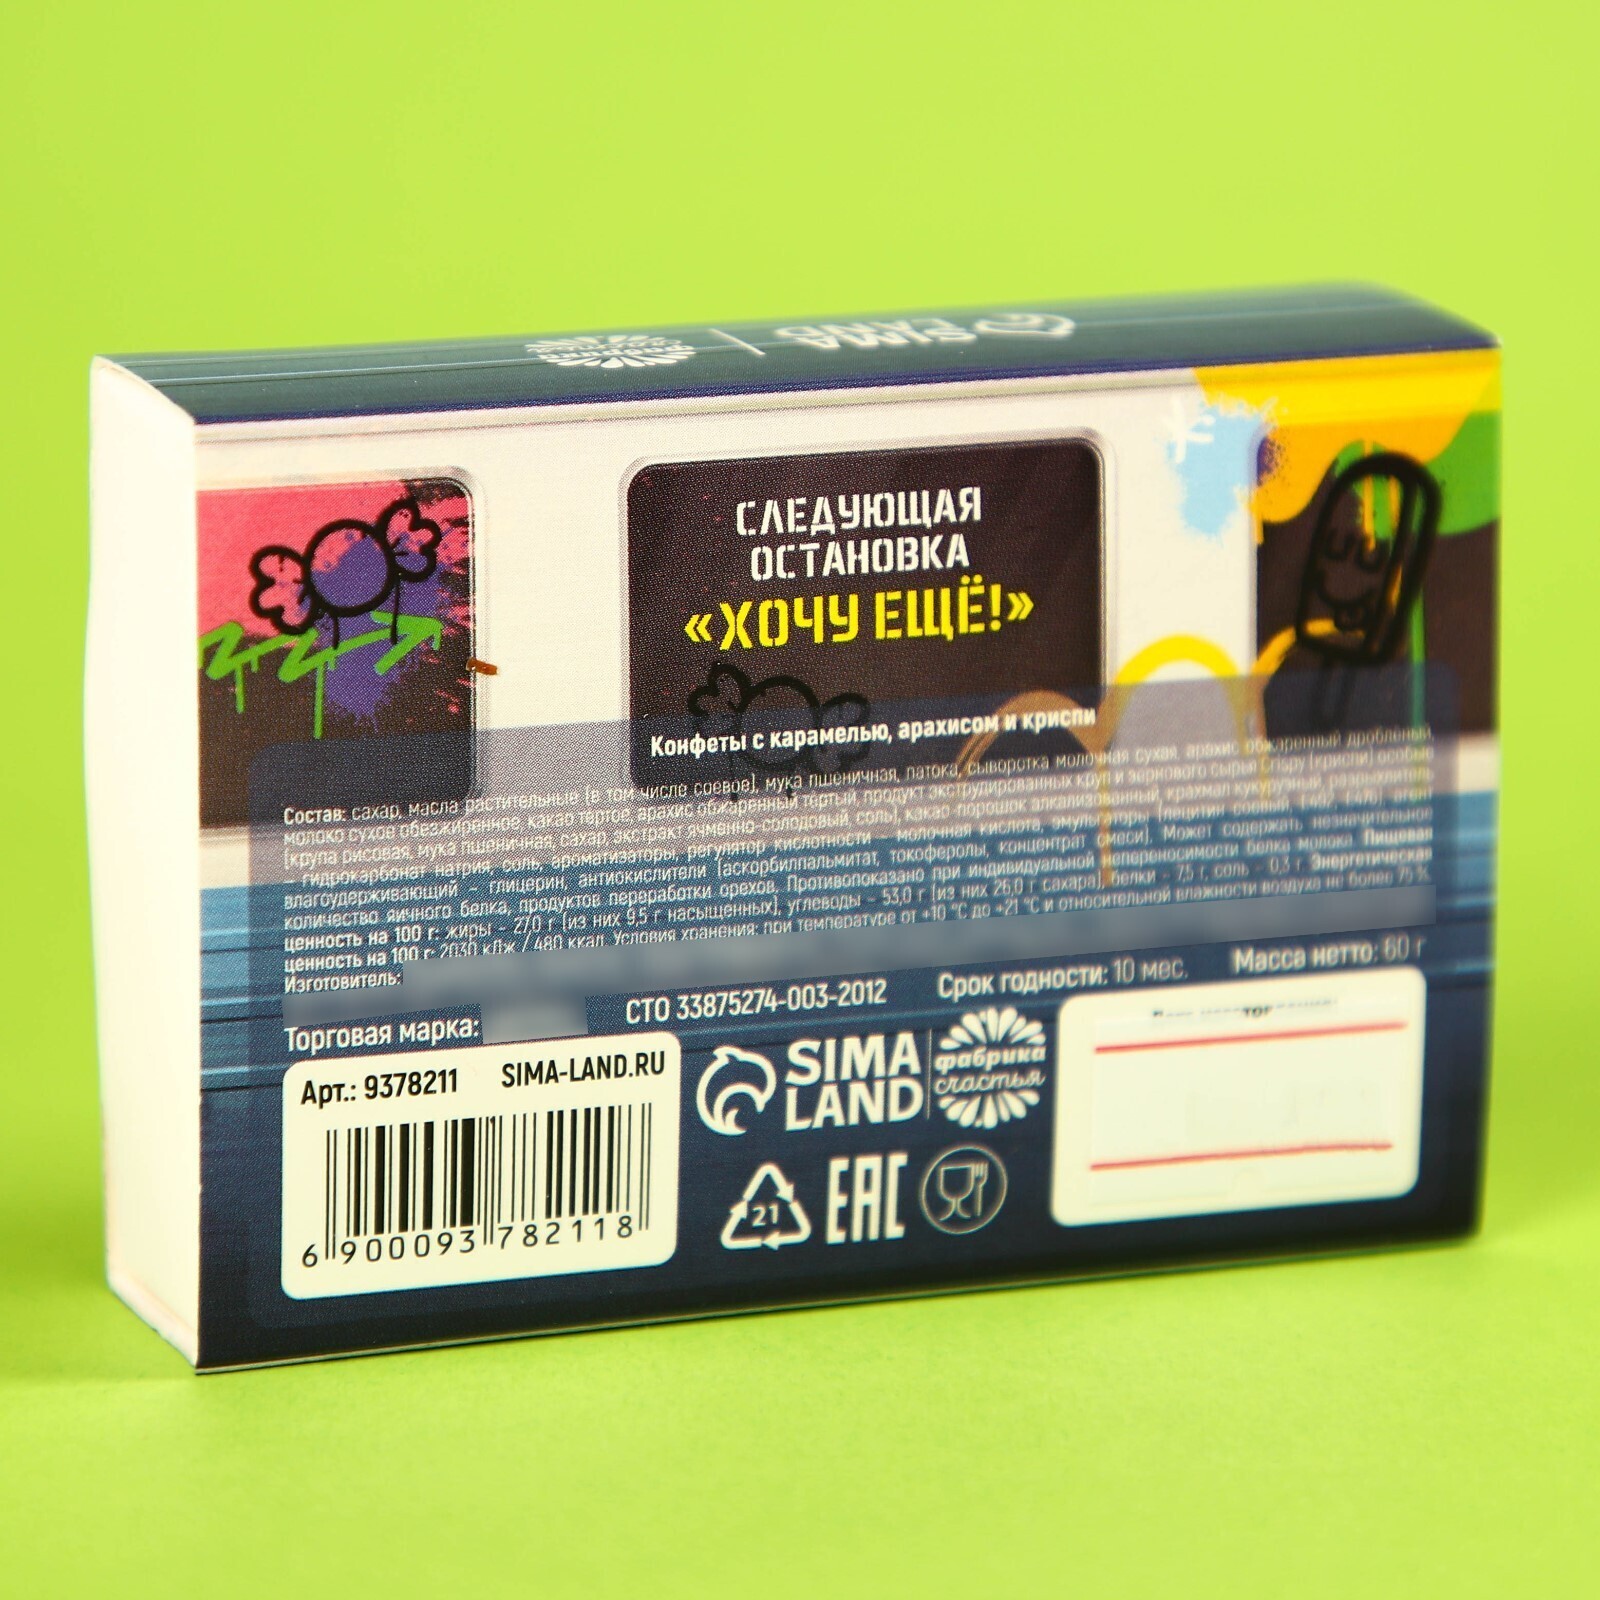 SIMA
LAND
СЛЕДУЮЩАЯ
ОСТАНОВКА
«ХОЧУ ЕЩЁ!»
Конфеты с карамелью, арахисом и криспи
Состав: сахар, масла растительные (в том числе соевое), мука пшеничная, патока, сыворотка молочная сухая, арахис обжаренный дроблёный,
молоко сухое обезжиренное, какао тёртое, арахис обжаренный тёртый, продукт экструдированных круп и зернового сырья Crispy (криспи) особые
(крупа рисовая, мука пшеничная, сахар, экстракт ячменно-солодовый, соль), какао-порошок алкализованный, крахмал кукурузный, разрыхлитель
– гидрокарбонат натрия, соль, ароматизаторы, регулятор кислотности – молочная кислота, эмульгаторы (лецитин соевый,
влагоудерживающий – глицерин, антиокислители (аскорбилпальмитат, токоферолы, концентрат смеси). Может содержать незначительное
количество яичного белка, продуктов переработки орехов. Противопоказано при индивидуальной непереносимости белка молока. Пищевая
ценность на 100 г: жиры – 27,0 г (из них 9,5 г насыщенных), углеводы – 53,0 г (из них 26,0 г сахара), белки – 7,5 г, соль – 0,3 г. Энергетическая
ценность на 100 г: 2030 кДж / 480 ккал. Условия хранения: при температуре от +10 °C до +21 °C и относительной влажности воздуха не более 75 %.
Изготовитель:
Торговая марка:
СТО 33875274-003-2012
Срок годности: 10 мес.
Масса нетто: 60 г
Арт.: 9378211
SIMA-LAND.RU
6 900093 782118
SIMA
LAND
фабрика
счастья
21
EAC